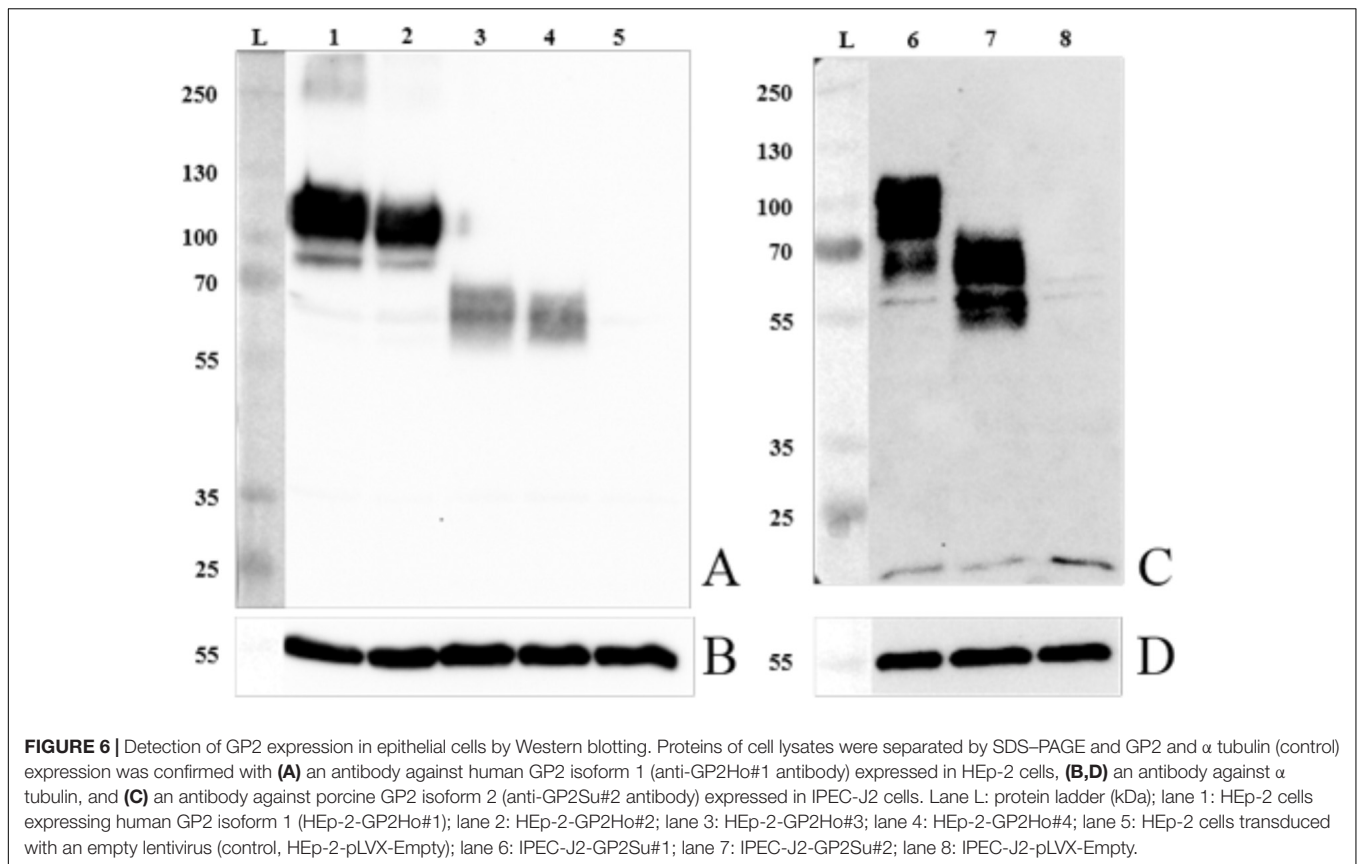 L 1 2 3 4 5
250
130
100
70
55
35
25
A
55
B
L 6 7 8
250
130
100
70
55
35
25
C
55
D
FIGURE 6 | Detection of GP2 expression in epithelial cells by Western blotting. Proteins of cell lysates were separated by SDS–PAGE and GP2 and α tubulin (control)
expression was confirmed with (A) an antibody against human GP2 isoform 1 (anti-GP2Ho#1 antibody) expressed in HEp-2 cells, (B,D) an antibody against α
tubulin, and (C) an antibody against porcine GP2 isoform 2 (anti-GP2Su#2 antibody) expressed in IPEC-J2 cells. Lane L: protein ladder (kDa); lane 1: HEp-2 cells
expressing human GP2 isoform 1 (HEp-2-GP2Ho#1); lane 2: HEp-2-GP2Ho#2; lane 3: HEp-2-GP2Ho#3; lane 4: HEp-2-GP2Ho#4; lane 5: HEp-2 cells transduced
with an empty lentivirus (control, HEp-2-pLVX-Empty); lane 6: IPEC-J2-GP2Su#1; lane 7: IPEC-J2-GP2Su#2; lane 8: IPEC-J2-pLVX-Empty.